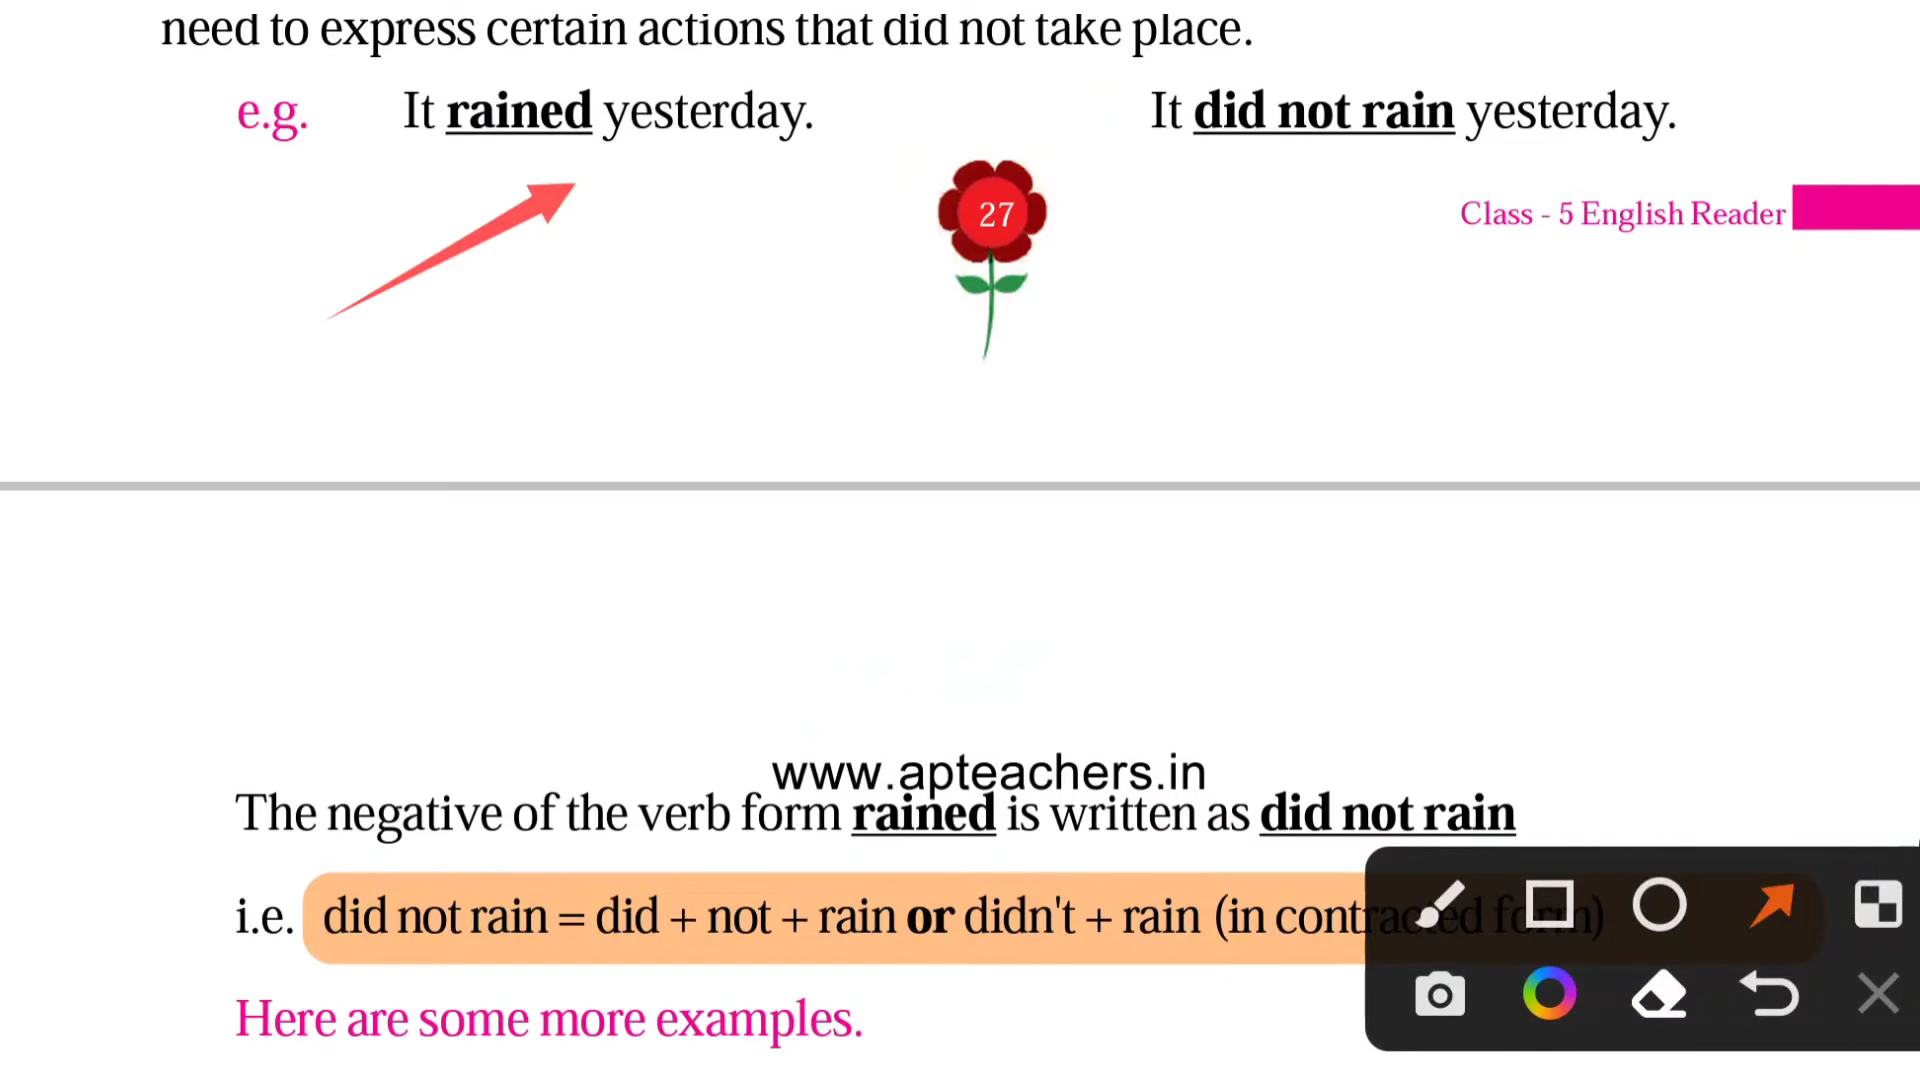 need to express certain actions that did not take place.
e.g. It rained yesterday. It did not rain yesterday.
27
Class - 5 English Reader
www.apteachers.in
The negative of the verb form rained is written as did not rain
i.e. did not rain = did + not + rain or didn't + rain (in contracted form)
Here are some more examples.